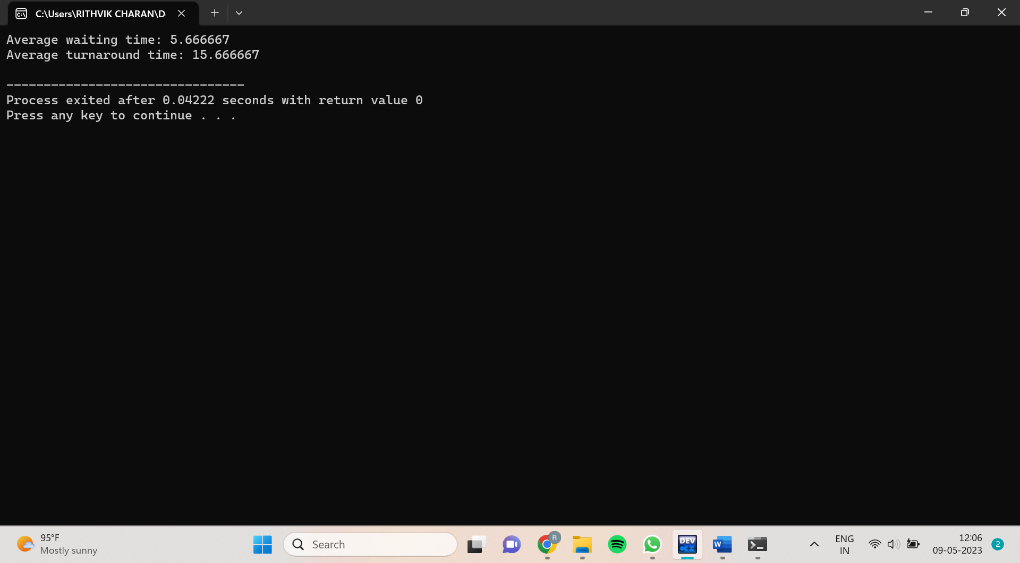 C:\Users\RITHVIK CHARAN\D
Average waiting time: 5.666667
Average turnaround time: 15.666667
--------------------------------
Process exited after 0.04222 seconds with return value 0
Press any key to continue . . .
95°F
Mostly sunny
Search
R
DEV
W
ENG
IN
12:06
09-05-2023
2